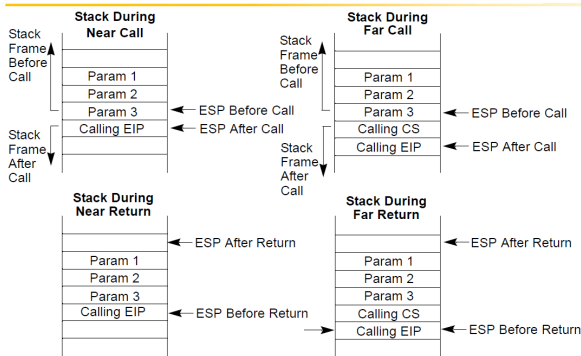 Stack During
Near Call
Stack
Frame
Before
Call
Param 1
Param 2
Param 3
Calling EIP
ESP Before Call
ESP After Call
Stack
Frame
After
Call
Stack During
Far Call
Stack
Frame
Before
Call
Param 1
Param 2
Param 3
Calling CS
Calling EIP
ESP Before Call
ESP After Call
Stack
Frame
After
Call
Stack During
Near Return
ESP After Return
Param 1
Param 2
Param 3
Calling EIP
ESP Before Return
Stack During
Far Return
ESP After Return
Param 1
Param 2
Param 3
Calling CS
Calling EIP
ESP Before Return